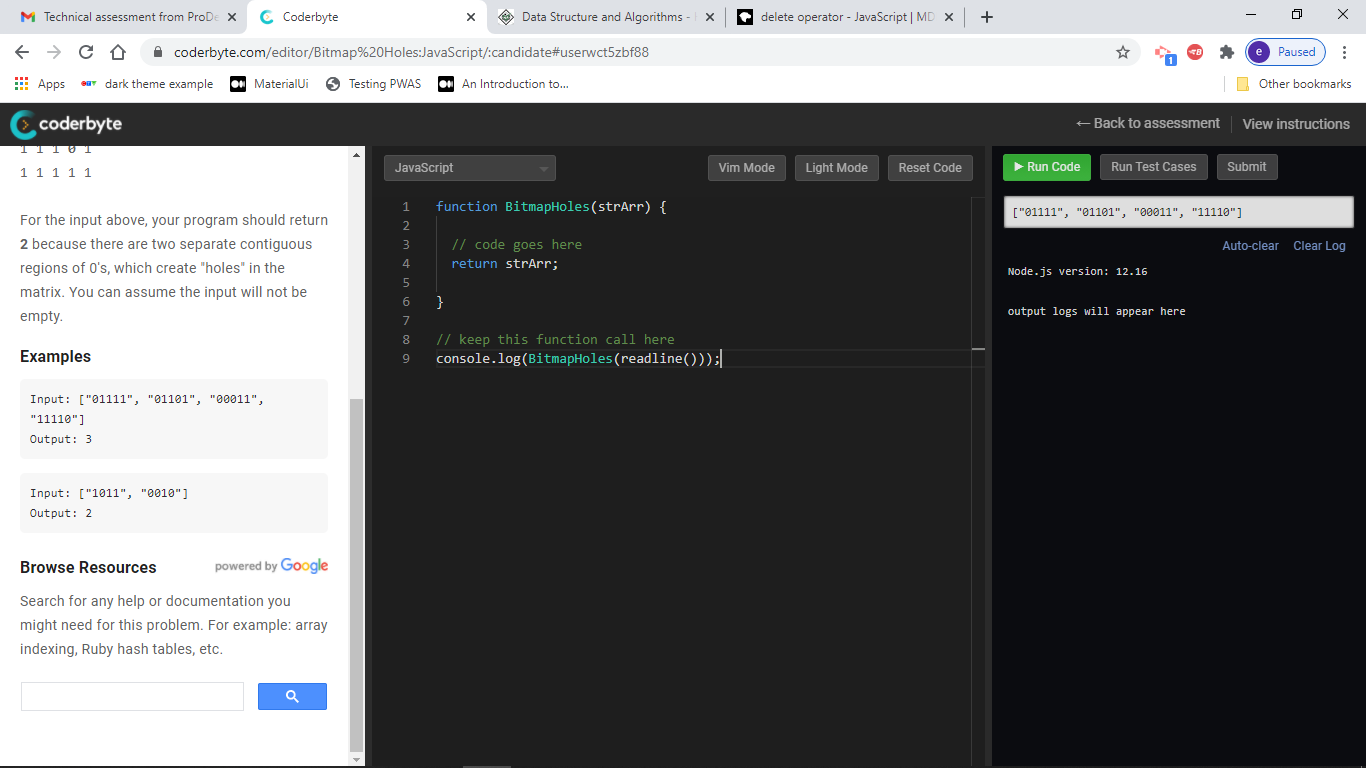 Technical assessment from ProDe
Coderbyte
Data Structure and Algorithms -
delete operator - JavaScript | MD
coderbyte.com/editor/Bitmap%20Holes:JavaScript/:candidate#userwct5zbf88
1
e Paused
Apps
dark theme example
MaterialUi
Testing PWAS
An Introduction to...
Other bookmarks
coderbyte
← Back to assessment
View instructions
1 1 1 0 1
1 1 1 1 1
For the input above, your program should return
2 because there are two separate contiguous
regions of 0's, which create "holes" in the
matrix. You can assume the input will not be
empty.
Examples
Input: ["01111", "01101", "00011",
"11110"]
Output: 3
Input: ["1011", "0010"]
Output: 2
Browse Resources
powered by Google
Search for any help or documentation you
might need for this problem. For example: array
indexing, Ruby hash tables, etc.
JavaScript
Vim Mode
Light Mode
Reset Code
1 function BitmapHoles(strArr) {
2
3 // code goes here
4 return strArr;
5
6 }
7
8 // keep this function call here
9 console.log(BitmapHoles(readline()));
Run Code
Run Test Cases
Submit
["01111", "01101", "00011", "11110"]
Auto-clear
Clear Log
Node.js version: 12.16
output logs will appear here